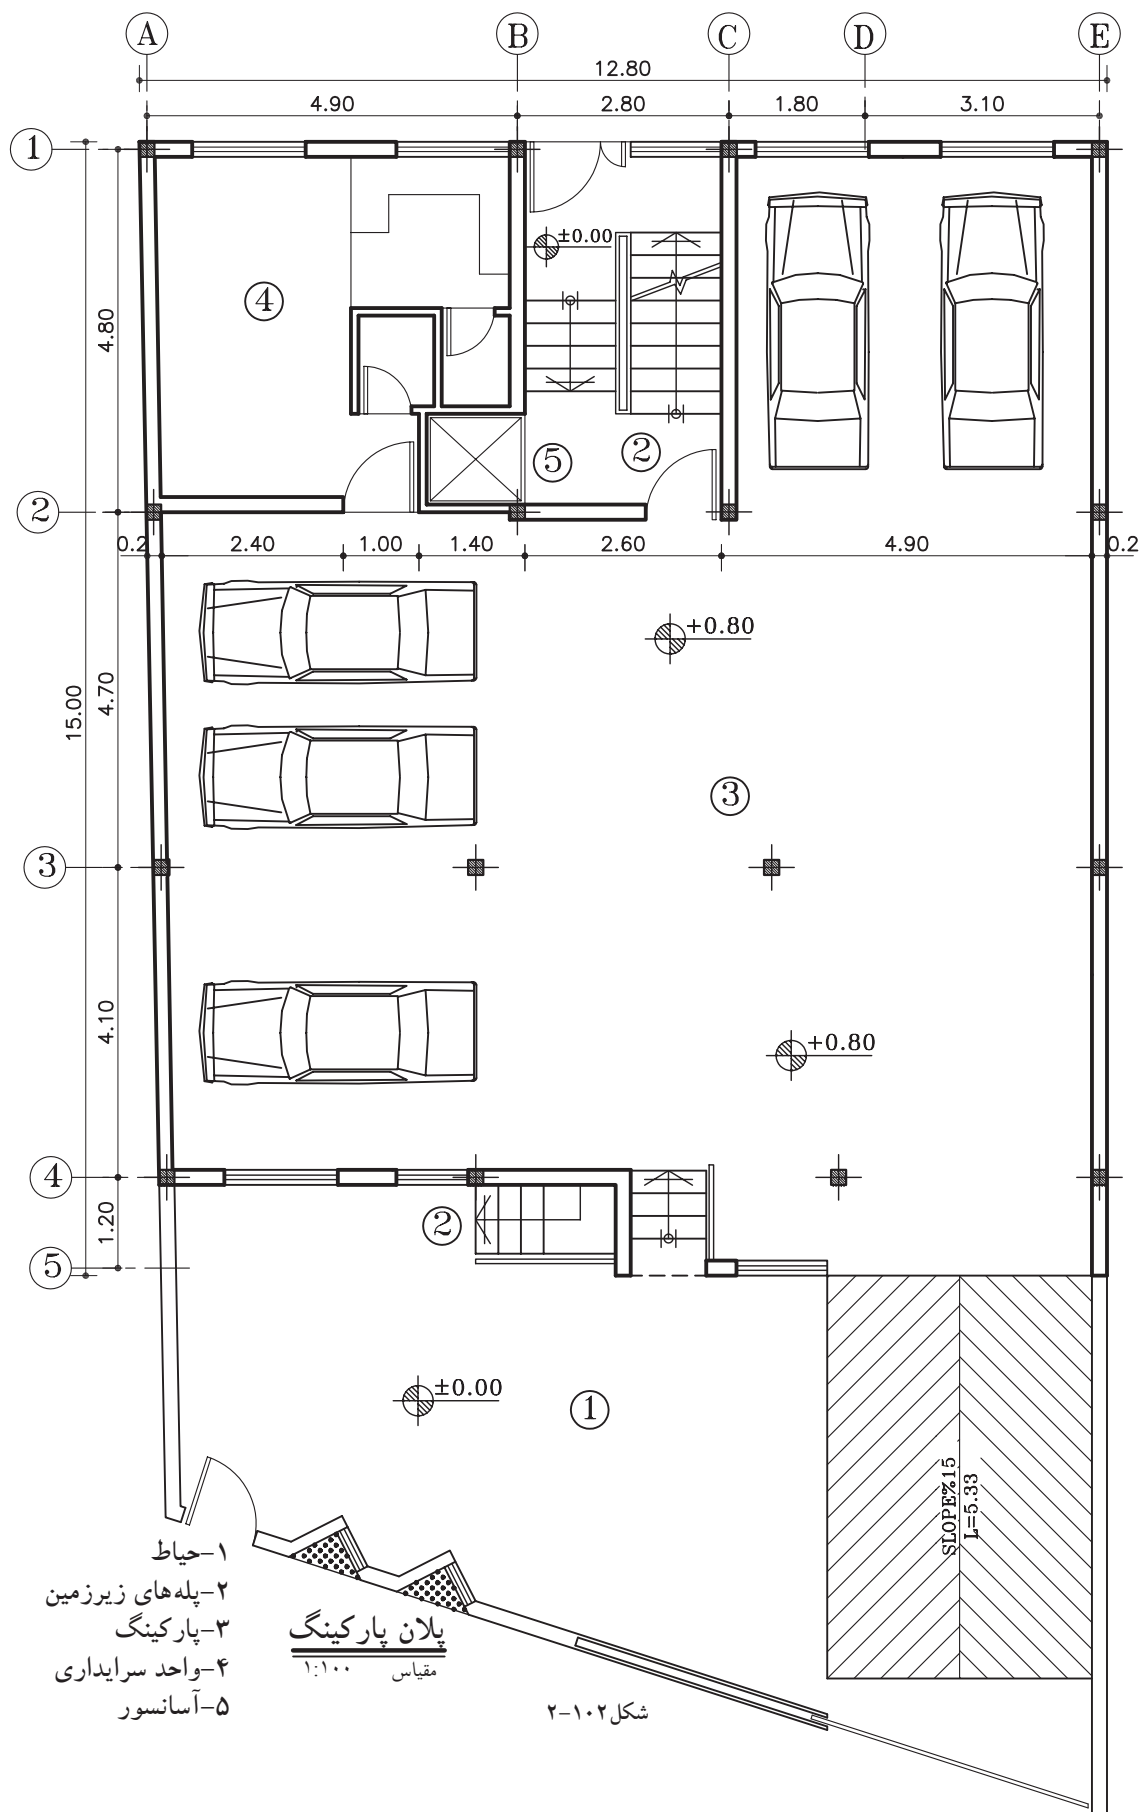 A B C D E
12.80
4.90 2.80 1.80 3.10
1
±0.00
4
4.80
5 2
2
0.2 2.40 1.00 1.40 2.60 4.90 0.2
+0.80
4.70
15.00
3
3
4.10
+0.80
4
1.20
2
5
±0.00
1
SLOPE%15
L=5.33
۱-حیاط
۲-پله‌های زیرزمین
۳-پارکینگ
۴-واحد سرایداری
۵-آسانسور
پلان پارکینگ
مقیاس ۱:۱۰۰
شکل ۱۰۲-۲